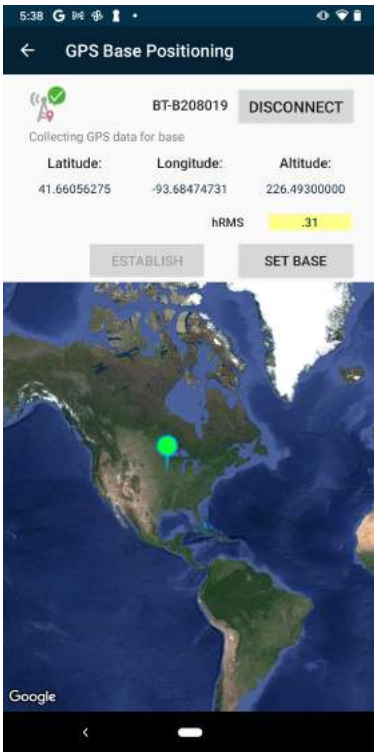 5:38 G
GPS Base Positioning
BT-B208019 DISCONNECT
Collecting GPS data for base
Latitude: Longitude: Altitude:
41.66056275 -93.68474731 226.49300000
hRMS .31
ESTABLISH SET BASE
Google